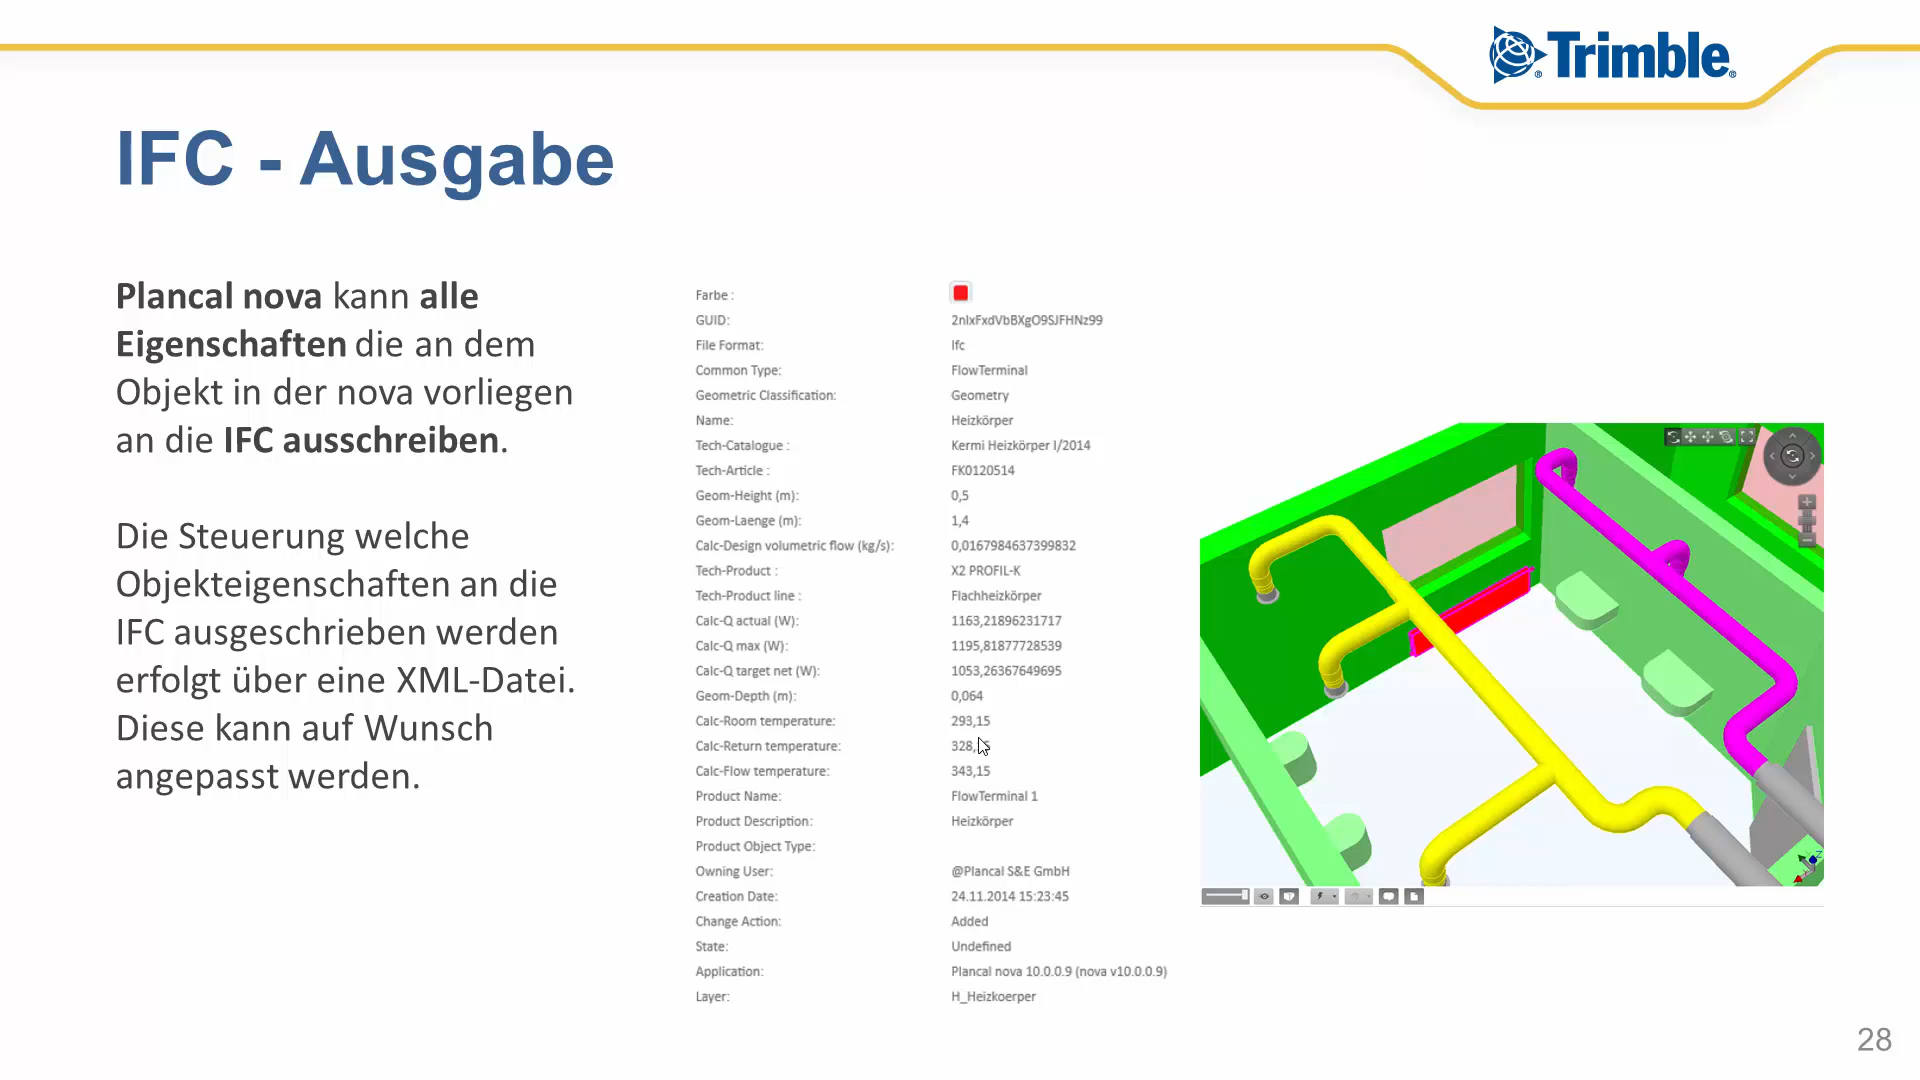 Trimble
IFC - Ausgabe
Plancal nova kann alle
Eigenschaften die an dem
Objekt in der nova vorliegen
an die IFC ausschreiben.
Die Steuerung welche
Objekteigenschaften an die
IFC ausgeschrieben werden
erfolgt über eine XML-Datei.
Diese kann auf Wunsch
angepasst werden.
Farbe :
GUID: 2nIxFxdVbBXgO9SJFHNz99
File Format: Ifc
Common Type: FlowTerminal
Geometric Classification: Geometry
Name: Heizkörper
Tech-Catalogue : Kermi Heizkörper I/2014
Tech-Article : FK0120514
Geom-Height (m): 0,5
Geom-Laenge (m): 1,4
Calc-Design volumetric flow (kg/s): 0,0167984637399832
Tech-Product : X2 PROFIL-K
Tech-Product line : Flachheizkörper
Calc-Q actual (W): 1163,21896231717
Calc-Q max (W): 1195,81877728539
Calc-Q target net (W): 1053,26367649695
Geom-Depth (m): 0,064
Calc-Room temperature: 293,15
Calc-Return temperature:
Calc-Flow temperature: 343,15
Product Name: FlowTerminal 1
Product Description: Heizkörper
Product Object Type:
Owning User: @Plancal S&E GmbH
Creation Date: 24.11.2014 15:23:45
Change Action: Added
State: Undefined
Application: Plancal nova 10.0.0.9 (nova v10.0.0.9)
Layer: H_Heizkoerper
28